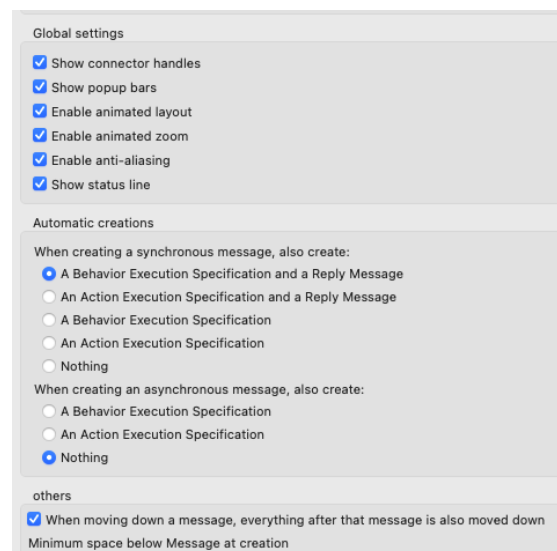 Global settings
Show connector handles
Show popup bars
Enable animated layout
Enable animated zoom
Enable anti-aliasing
Show status line
Automatic creations
When creating a synchronous message, also create:
A Behavior Execution Specification and a Reply Message
An Action Execution Specification and a Reply Message
A Behavior Execution Specification
An Action Execution Specification
Nothing
When creating an asynchronous message, also create:
A Behavior Execution Specification
An Action Execution Specification
Nothing
others
When moving down a message, everything after that message is also moved down
Minimum space below Message at creation